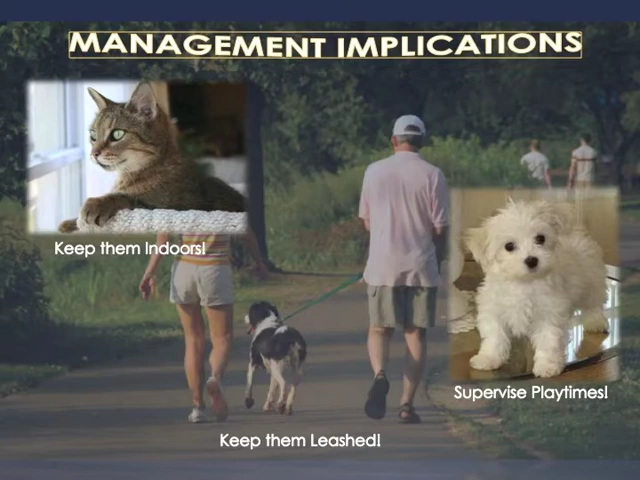 MANAGEMENT IMPLICATIONS
Keep them Indoors!
Supervise Playtimes!
Keep them Leashed!